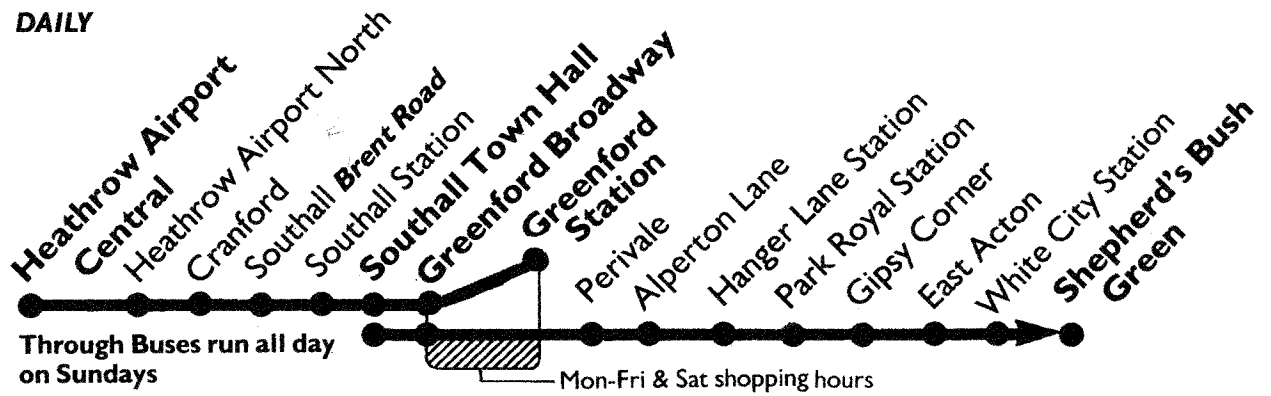 DAILY
Heathrow Airport
Central
Heathrow Airport North
Cranford
Southall Brent Road
Southall Station
Southall Town Hall
Greenford Broadway
Greenford
Station
Perivale
Alperton Lane
Hanger Lane Station
Park Royal Station
Gipsy Corner
East Acton
White City Station
Shepherd's Bush
Green
Through Buses run all day
on Sundays
Mon-Fri & Sat shopping hours